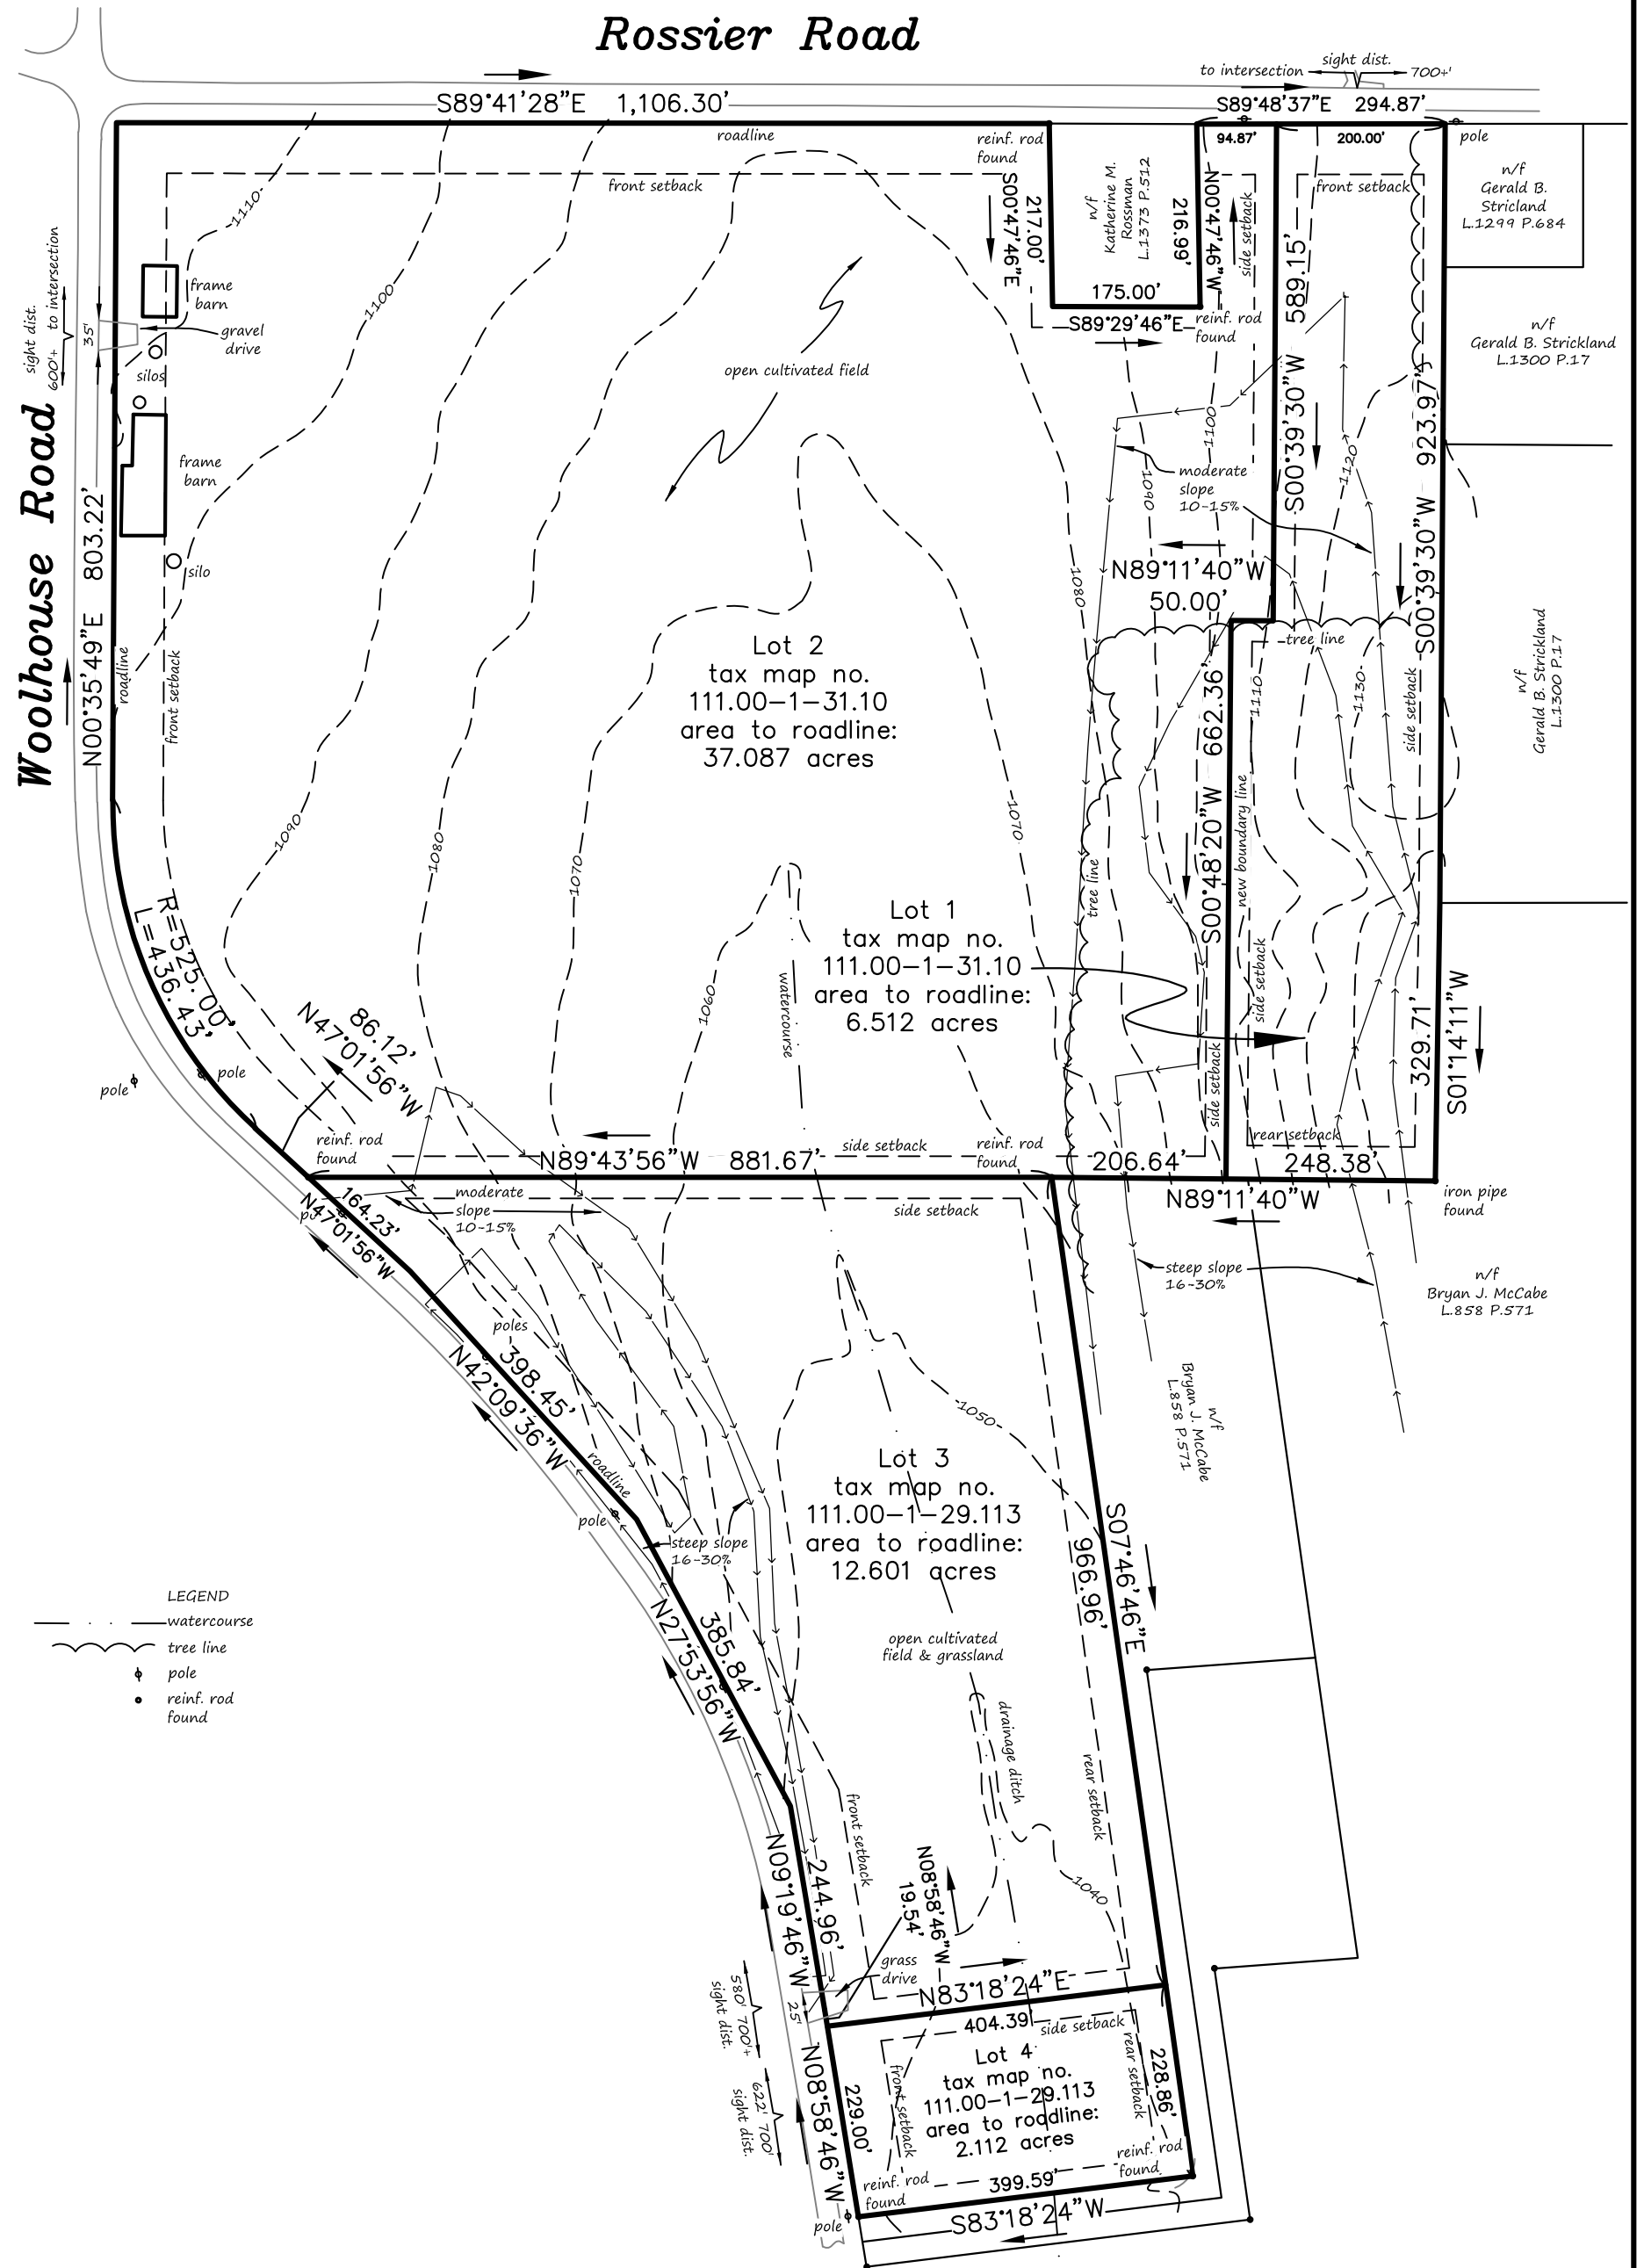 Rossier Road
sight dist.
to intersection
700+'
S89°41'28"E 1,106.30'
S89°48'37"E 294.87'
roadline
reinf. rod
found
94.87'
200.00'
pole
n/f
Gerald B.
Stricland
L.1299 P.684
front setback
front setback
1110
S00°47'46"E
217.00'
n/f
Katherine M.
Rossman
L.1373 P.512
216.99'
N00°47'46"W
side setback
589.15'
S00°39'30"W
175.00'
S89°29'46"E
reinf. rod
found
n/f
Gerald B. Strickland
L.1300 P.17
sight dist.
600'+ to intersection
35'
frame
barn
gravel
drive
silos
1100
open cultivated field
923.97'
S00°39'30"W
Woolhouse Road
N00°35'49"E 803.22'
roadline
front setback
frame
barn
silo
1100
1090
1120
moderate
slope
10-15%
N89°11'40"W
50.00'
1080
tree line
Lot 2
tax map no.
111.00-1-31.10
area to roadline:
37.087 acres
1110
1130
side setback
n/f
Gerald B. Strickland
L.1300 P.17
662.36'
S00°48'20"W
new boundary line
1090
1080
1070
1070
tree line
R=525.00'
L=436.43'
Lot 1
tax map no.
111.00-1-31.10
area to roadline:
6.512 acres
1060
watercourse
side setback
side setback
329.71'
S01°14'11"W
86.12'
N47°01'56"W
pole
pole
reinf. rod
found
N89°43'56"W 881.67'
side setback
reinf. rod
found
206.64'
rear setback
248.38'
N89°11'40"W
iron pipe
found
164.23'
N47°01'56"W
moderate
slope
10-15%
side setback
steep slope
16-30%
n/f
Bryan J. McCabe
L.858 P.571
poles
398.45'
N42°09'36"W
roadline
1050
n/f
Bryan J. McCabe
L.858 P.571
Lot 3
tax map no.
111.00-1-29.113
area to roadline:
12.601 acres
pole
steep slope
16-30%
S07°46'46"E
966.96'
LEGEND
watercourse
tree line
pole
reinf. rod
found
385.84'
N27°53'56"W
open cultivated
field & grassland
drainage ditch
rear setback
front setback
N09°19'46"W
244.96'
N08°58'46"W
19.54'
1040
grass
drive
N83°18'24"E
25'
580' 700'+
sight dist.
622' 700'
sight dist.
404.39'
side setback
Lot 4
tax map no.
111.00-1-29.113
area to roadline:
2.112 acres
front setback
rear setback
228.86'
N08°58'46"W
229.00'
reinf. rod
found
399.59'
reinf. rod
found
S83°18'24"W
pole